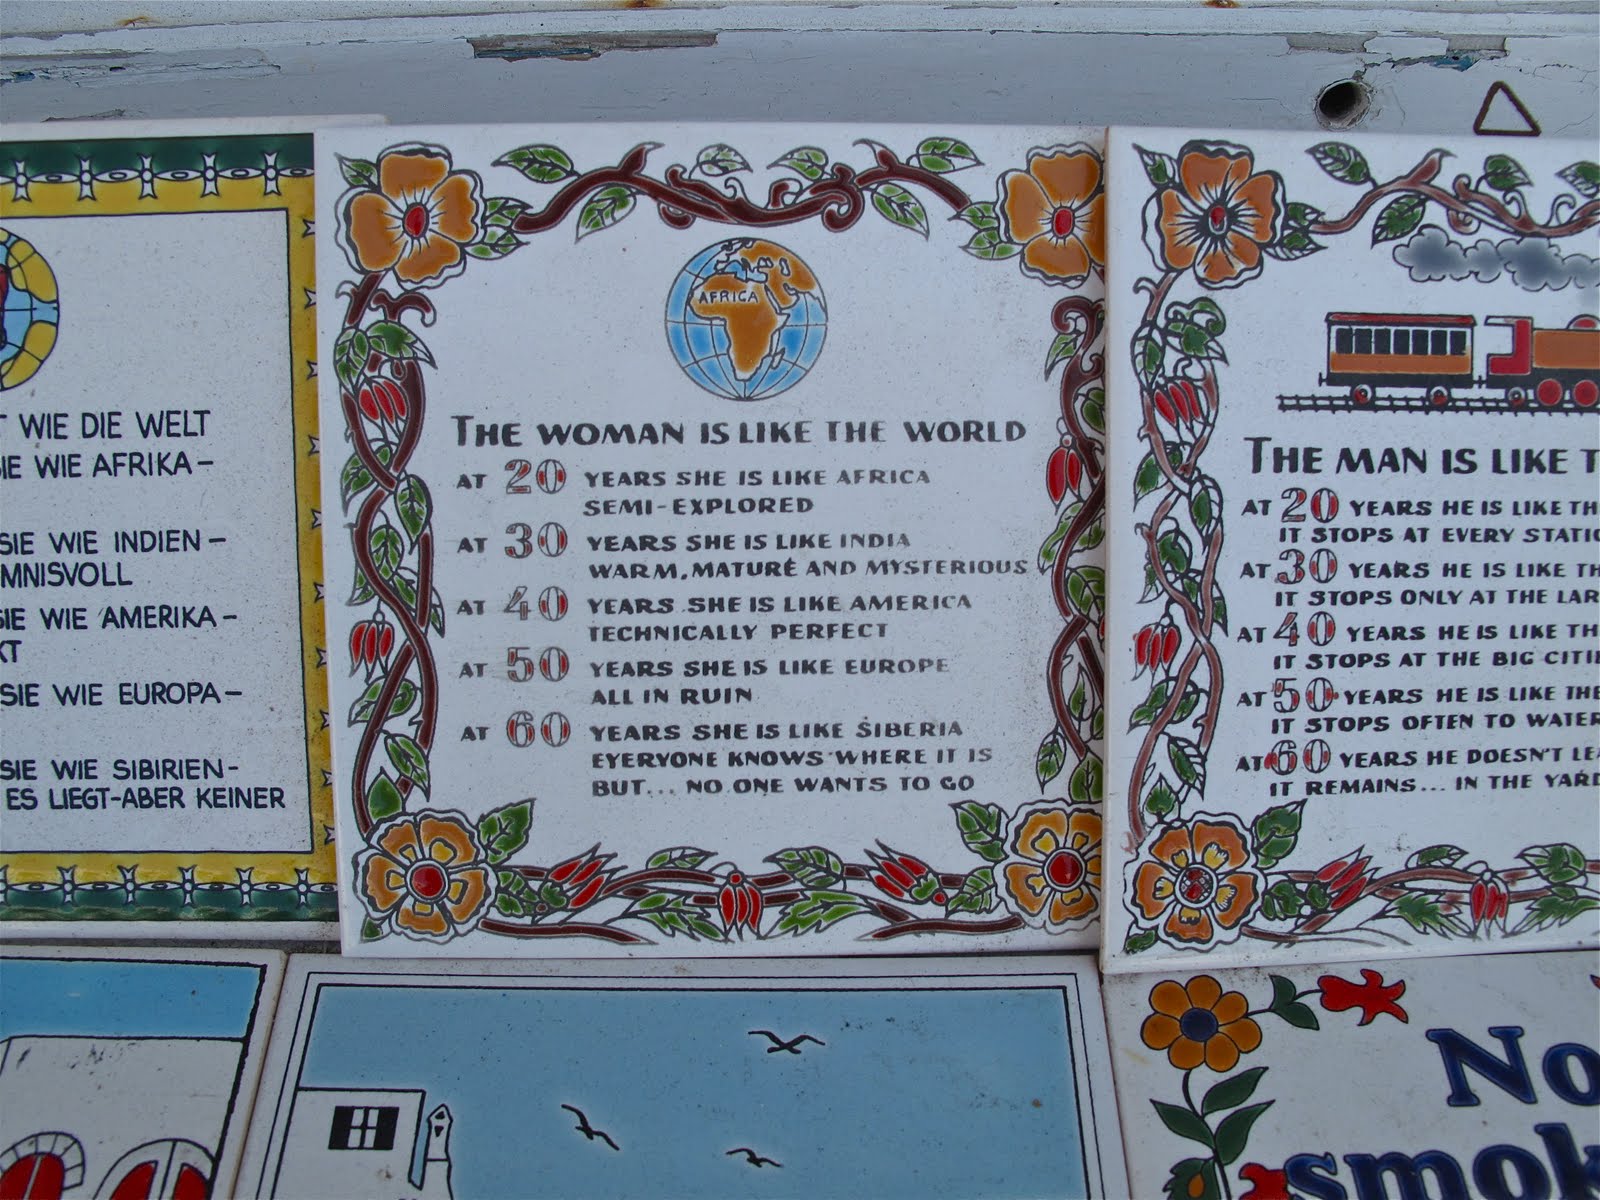 WIE DIE WELT
SIE WIE AFRIKA-
SIE WIE INDIEN-
MNISVOLL
SIE WIE AMERIKA-
KT
SIE WIE EUROPA-
SIE WIE SIBIRIEN-
ES LIEGT-ABER KEINER
AFRICA
THE WOMAN IS LIKE THE WORLD
AT 20 YEARS SHE IS LIKE AFRICA
SEMI-EXPLORED
AT 30 YEARS SHE IS LIKE INDIA
WARM, MATURÉ AND MYSTERIOUS
AT 40 YEARS SHE IS LIKE AMERICA
TECHNICALLY PERFECT
AT 50 YEARS SHE IS LIKE EUROPE
ALL IN RUIN
AT 60 YEARS SHE IS LIKE SIBERIA
EYERYONE KNOWS WHERE IT IS
BUT... NO ONE WANTS TO GO
THE MAN IS LIKE T
AT 20 YEARS HE IS LIKE TH
IT STOPS AT EVERY STATIO
AT 30 YEARS HE IS LIKE TH
IT STOPS ONLY AT THE LAR
AT 40 YEARS HE IS LIKE TH
IT STOPS AT THE BIG CITIE
AT 50 YEARS HE IS LIKE THE
IT STOPS OFTEN TO WATER
AT 60 YEARS HE DOESN'T LEA
IT REMAINS... IN THE YARD
No
smok